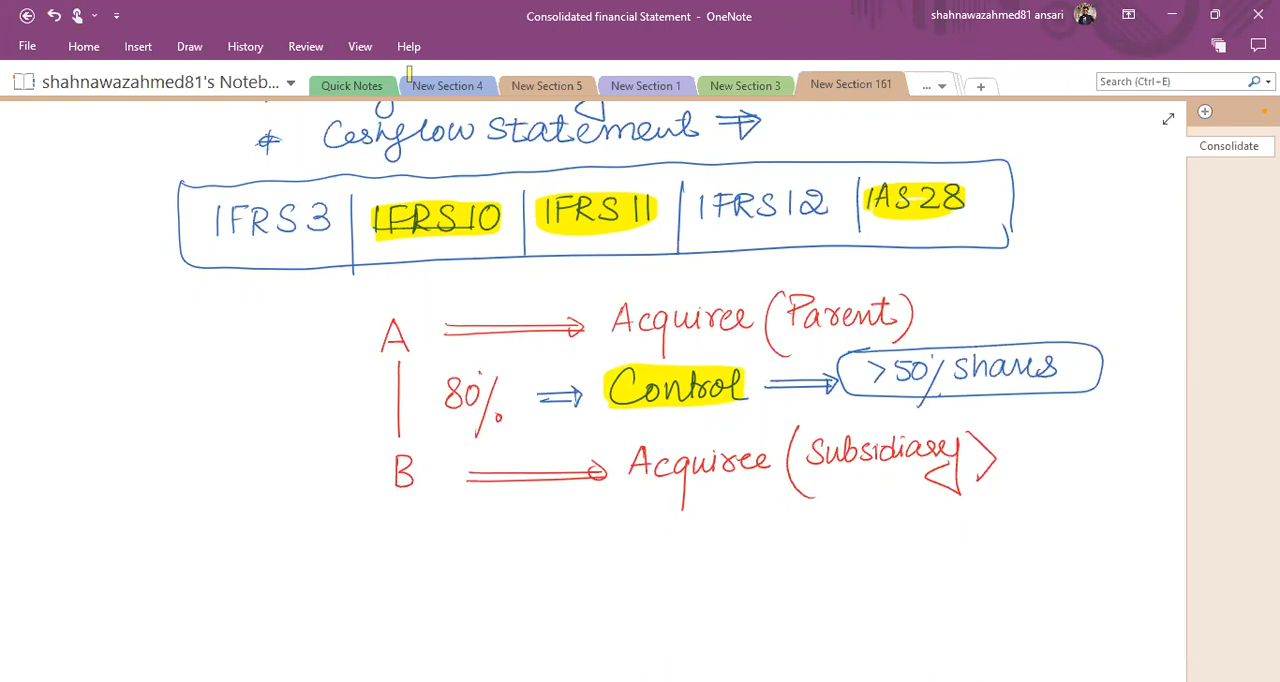 Consolidated financial Statement - OneNote
shahnawazahmed81 ansari
File Home Insert Draw History Review View Help
shahnawazahmed81's Noteb...
Quick Notes New Section 4 New Section 5 New Section 1 New Section 3 New Section 161 ...
Search (Ctrl+E)
Consolidate
* Cashflow Statement ⇒
IFRS 3 | IFRS 10 | IFRS 11 | IFRS 12 | IAS 28
A ⇒ Acquiree (Parent)
80% ⇒ Control ⇒ >50% shares
B ⇒ Acquiree (Subsidiary)